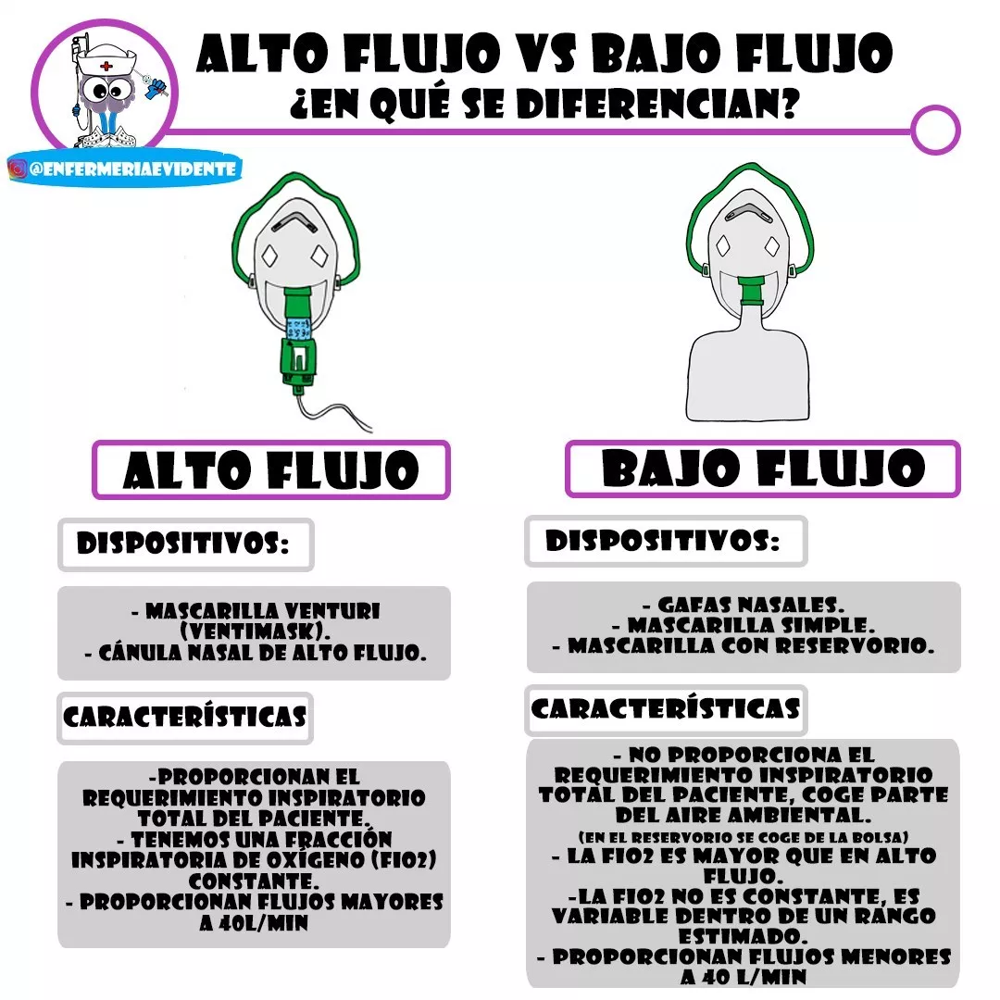 ALTO FLUJO VS BAJO FLUJO
¿EN QUÉ SE DIFERENCIAN?
@ENFERMERIAEVIDENTE
ALTO FLUJO
DISPOSITIVOS:
- MASCARILLA VENTURI
(VENTIMASK).
- CÁNULA NASAL DE ALTO FLUJO.
CARACTERÍSTICAS
-PROPORCIONAN EL
REQUERIMIENTO INSPIRATORIO
TOTAL DEL PACIENTE.
- TENEMOS UNA FRACCIÓN
INSPIRATORIA DE OXÍGENO (FIO2)
CONSTANTE.
- PROPORCIONAN FLUJOS MAYORES
A 40L/MIN
BAJO FLUJO
DISPOSITIVOS:
- GAFAS NASALES.
- MASCARILLA SIMPLE.
- MASCARILLA CON RESERVORIO.
CARACTERÍSTICAS
- NO PROPORCIONA EL
REQUERIMIENTO INSPIRATORIO
TOTAL DEL PACIENTE, COGE PARTE
DEL AIRE AMBIENTAL.
(EN EL RESERVORIO SE COGE DE LA BOLSA)
- LA FIO2 ES MAYOR QUE EN ALTO
FLUJO.
-LA FIO2 NO ES CONSTANTE, ES
VARIABLE DENTRO DE UN RANGO
ESTIMADO.
- PROPORCIONAN FLUJOS MENORES
A 40 L/MIN